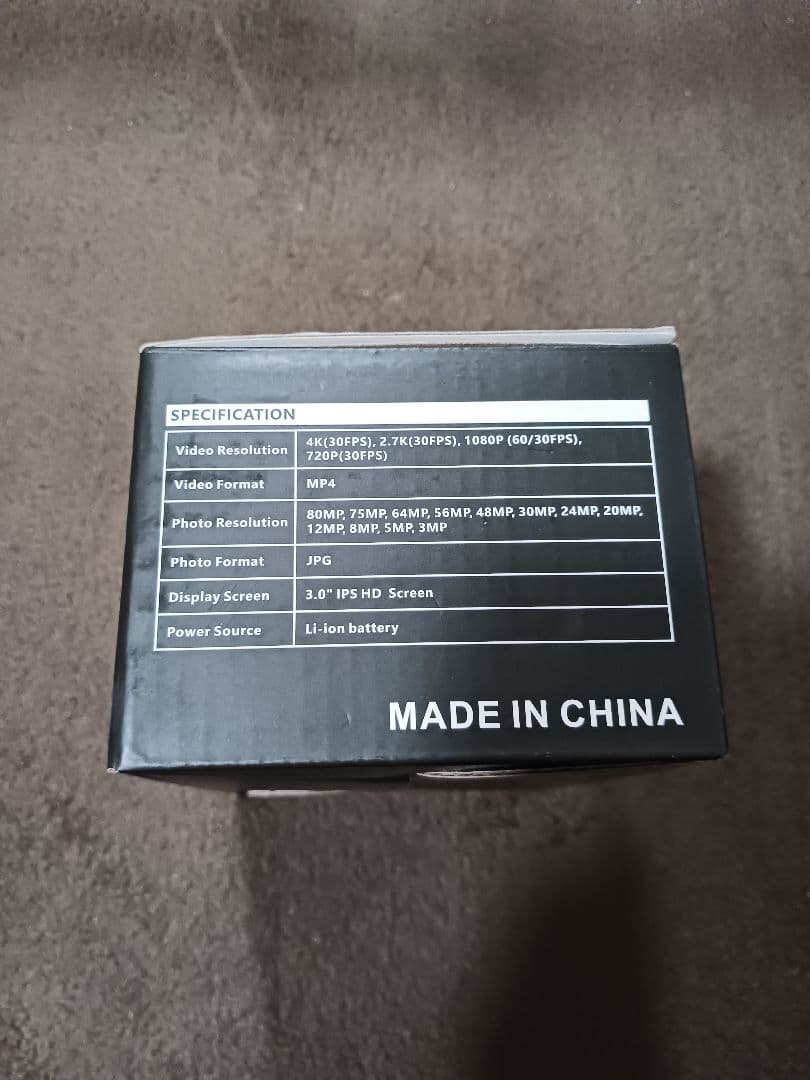 SPECIFICATION
Video Resolution 4K(30FPS), 2.7K(30FPS), 1080P (60/30FPS),
720P(30FPS)
Video Format MP4
Photo Resolution 80MP, 75MP, 64MP, 56MP, 48MP, 30MP, 24MP, 20MP,
12MP, 8MP, 5MP, 3MP
Photo Format JPG
Display Screen 3.0" IPS HD Screen
Power Source Li-ion battery
MADE IN CHINA